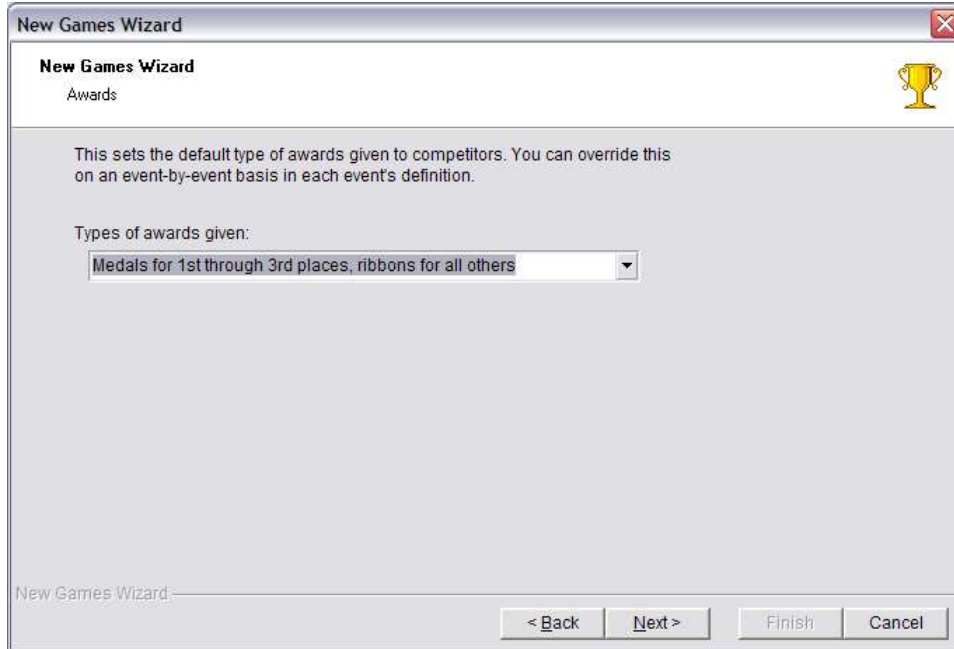 New Games Wizard
New Games Wizard
Awards
This sets the default type of awards given to competitors. You can override this
on an event-by-event basis in each event's definition.
Types of awards given:
Medals for 1st through 3rd places, ribbons for all others
New Games Wizard
< Back
Next >
Finish
Cancel